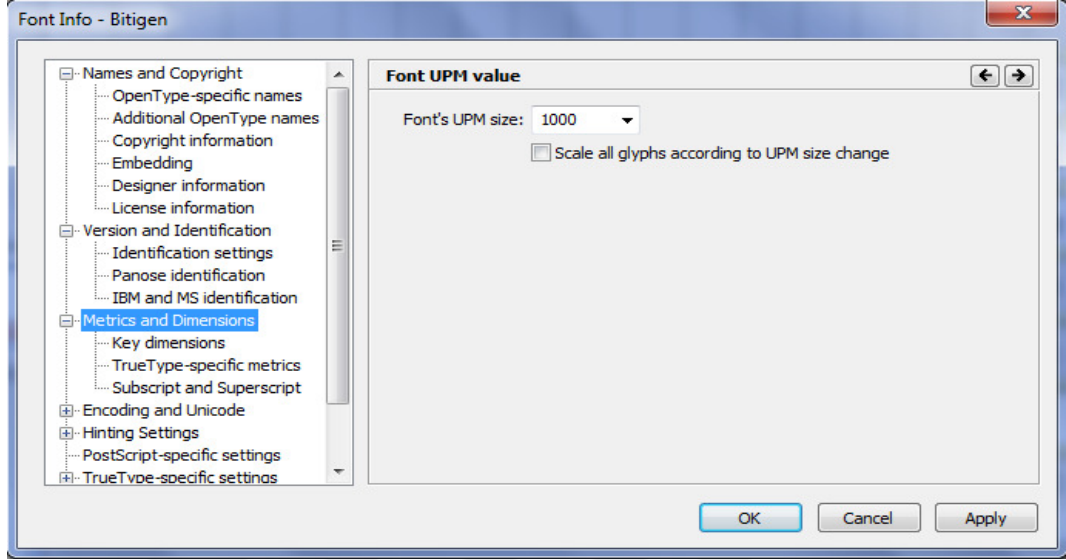 Font Info - Bitigen
Names and Copyright
OpenType-specific names
Additional OpenType names
Copyright information
Embedding
Designer information
License information
Version and Identification
Identification settings
Panose identification
IBM and MS identification
Metrics and Dimensions
Key dimensions
TrueType-specific metrics
Subscript and Superscript
Encoding and Unicode
Hinting Settings
PostScript-specific settings
TrueType-specific settings
Font UPM value
Font's UPM size: 1000
Scale all glyphs according to UPM size change
OK Cancel Apply